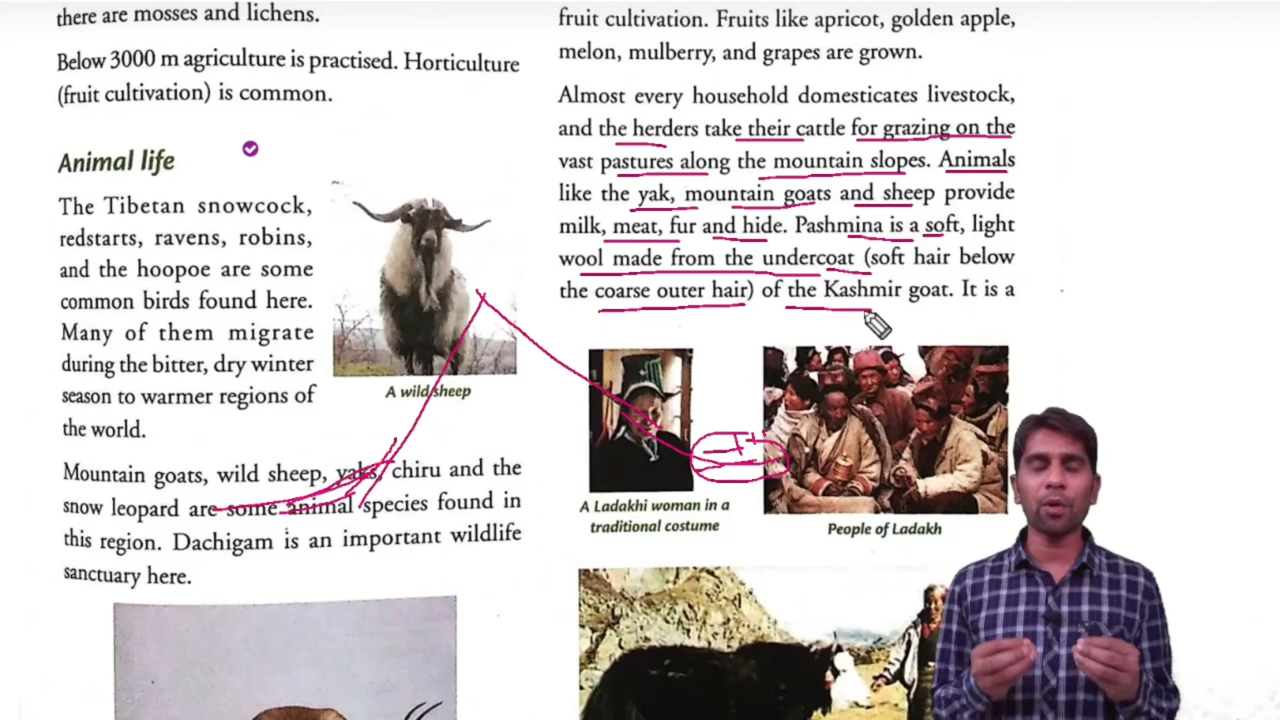 there are mosses and lichens.
Below 3000 m agriculture is practised. Horticulture
(fruit cultivation) is common.
Animal life
The Tibetan snowcock,
redstarts, ravens, robins,
and the hoopoe are some
common birds found here.
Many of them migrate
during the bitter, dry winter
season to warmer regions of
the world.
A wild sheep
Mountain goats, wild sheep, yaks, chiru and the
snow leopard are some animal species found in
this region. Dachigam is an important wildlife
sanctuary here.
fruit cultivation. Fruits like apricot, golden apple,
melon, mulberry, and grapes are grown.
Almost every household domesticates livestock,
and the herders take their cattle for grazing on the
vast pastures along the mountain slopes. Animals
like the yak, mountain goats and sheep provide
milk, meat, fur and hide. Pashmina is a soft, light
wool made from the undercoat (soft hair below
the coarse outer hair) of the Kashmir goat. It is a
A Ladakhi woman in a
traditional costume
People of Ladakh